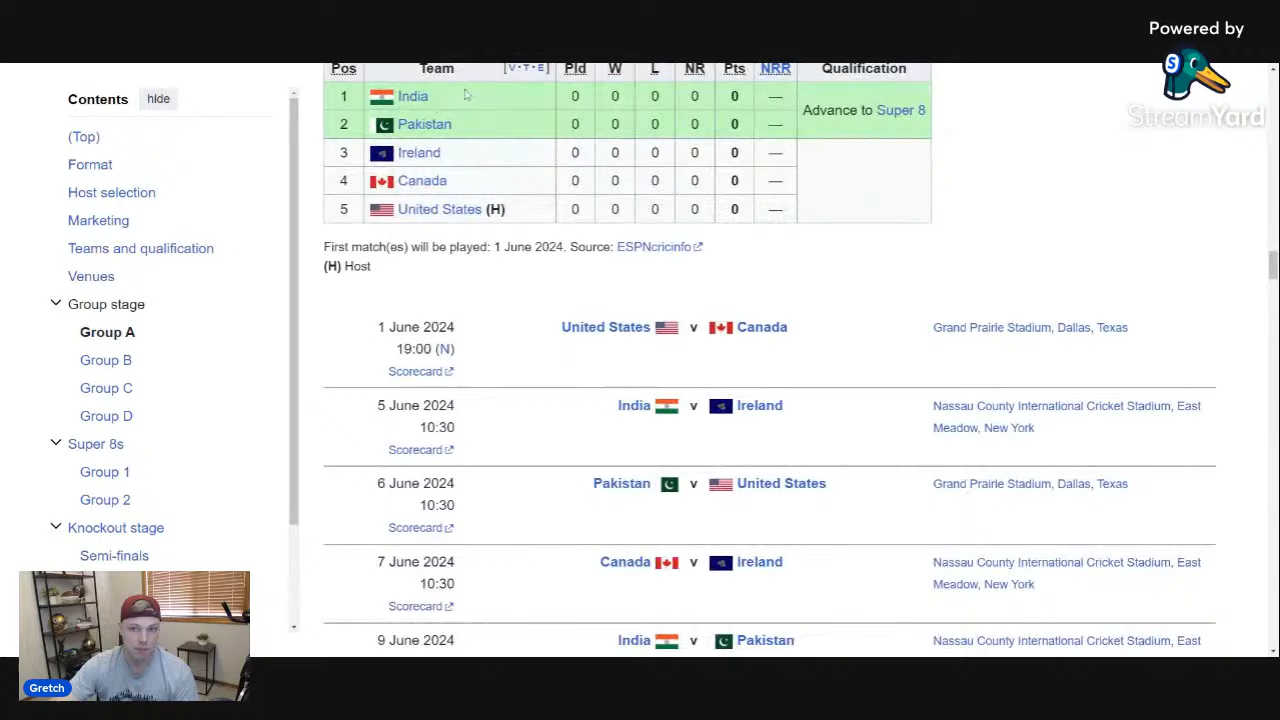 Powered by
StreamYard
Contents hide
(Top)
Format
Host selection
Marketing
Teams and qualification
Venues
Group stage
Group A
Group B
Group C
Group D
Super 8s
Group 1
Group 2
Knockout stage
Semi-finals
Pos Team [V·T·E] Pld W L NR Pts NRR Qualification
1 India 0 0 0 0 0 — Advance to Super 8
2 Pakistan 0 0 0 0 0 —
3 Ireland 0 0 0 0 0 —
4 Canada 0 0 0 0 0 —
5 United States (H) 0 0 0 0 0 —
First match(es) will be played: 1 June 2024. Source: ESPNcricinfo
(H) Host
1 June 2024 United States v Canada Grand Prairie Stadium, Dallas, Texas
19:00 (N)
Scorecard
5 June 2024 India v Ireland Nassau County International Cricket Stadium, East
10:30 Meadow, New York
Scorecard
6 June 2024 Pakistan v United States Grand Prairie Stadium, Dallas, Texas
10:30
Scorecard
7 June 2024 Canada v Ireland Nassau County International Cricket Stadium, East
10:30 Meadow, New York
Scorecard
9 June 2024 India v Pakistan Nassau County International Cricket Stadium, East
Gretch